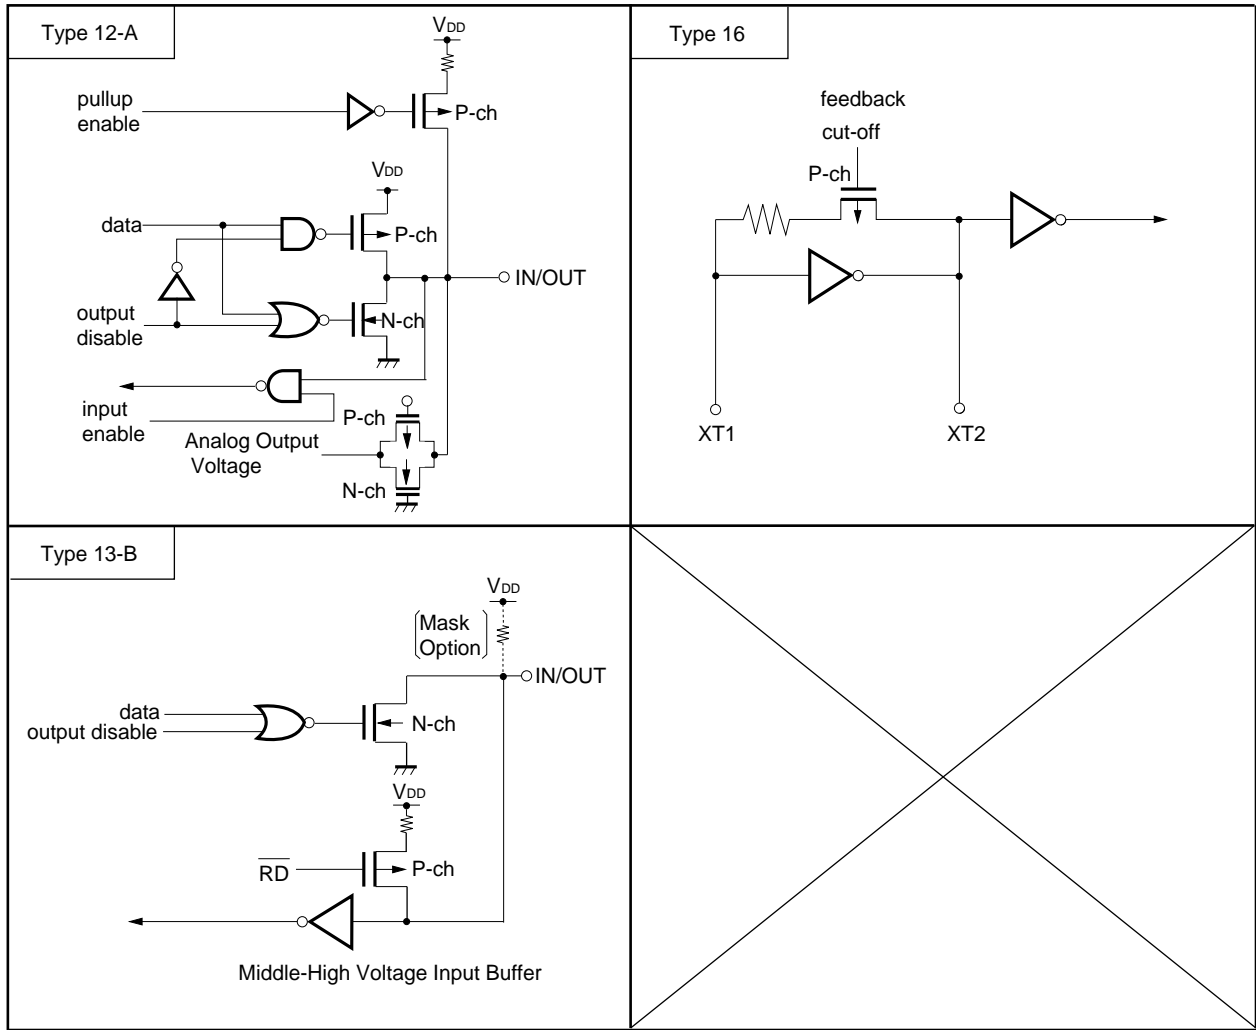 Type 12-A
VDD
pullup
enable
P-ch
VDD
data
P-ch
IN/OUT
output
disable
N-ch
input
enable
P-ch
Analog Output
Voltage
N-ch
Type 16
feedback
cut-off
P-ch
XT1
XT2
Type 13-B
VDD
Mask
Option
IN/OUT
data
output disable
N-ch
VDD
RD
P-ch
Middle-High Voltage Input Buffer